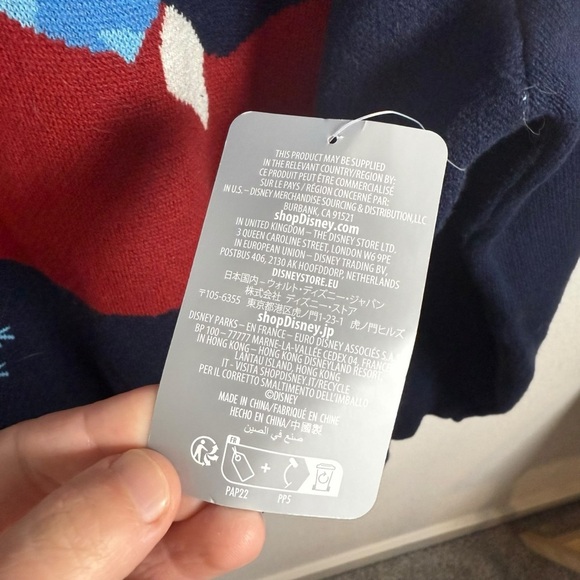 THIS PRODUCT MAY BE SUPPLIED
IN THE RELEVANT COUNTRY/REGION BY:
CE PRODUCT PEUT ÊTRE COMMERCIALISÉ
SUR LE PAYS / RÉGION CONCERNÉ PAR:
IN U.S. – DISNEY MERCHANDISE SOURCING & DISTRIBUTION,LLC
BURBANK, CA 91521
shopDisney.com
IN UNITED KINGDOM – THE DISNEY STORE LTD.
3 QUEEN CAROLINE STREET, LONDON W6 9PE
IN EUROPEAN UNION – DISNEY TRADING BV,
POSTBUS 406, 2130 AK HOOFDDORP, NETHERLANDS
DISNEYSTORE.EU
日本国内 – ウォルト・ディズニー・ジャパン
株式会社 ディズニー・ストア
〒105-6355 東京都港区虎ノ門1-23-1 虎ノ門ヒルズ
shopDisney.jp
DISNEY PARKS – EN FRANCE – EURO DISNEY ASSOCIÉS S.A.
BP 100 – 77777 MARNE-LA-VALLÉE CEDEX 04, FRANCE
IN HONG KONG – HONG KONG DISNEYLAND RESORT
LANTAU ISLAND, HONG KONG
IT - VISITA SHOPDISNEY.IT/RECYCLE
PER IL CORRETTO SMALTIMENTO DELL'IMBALLO
©DISNEY
MADE IN CHINA/FABRIQUÉ EN CHINE
HECHO EN CHINA/中國製
صنع في الصين
FR
PAP22 PP5